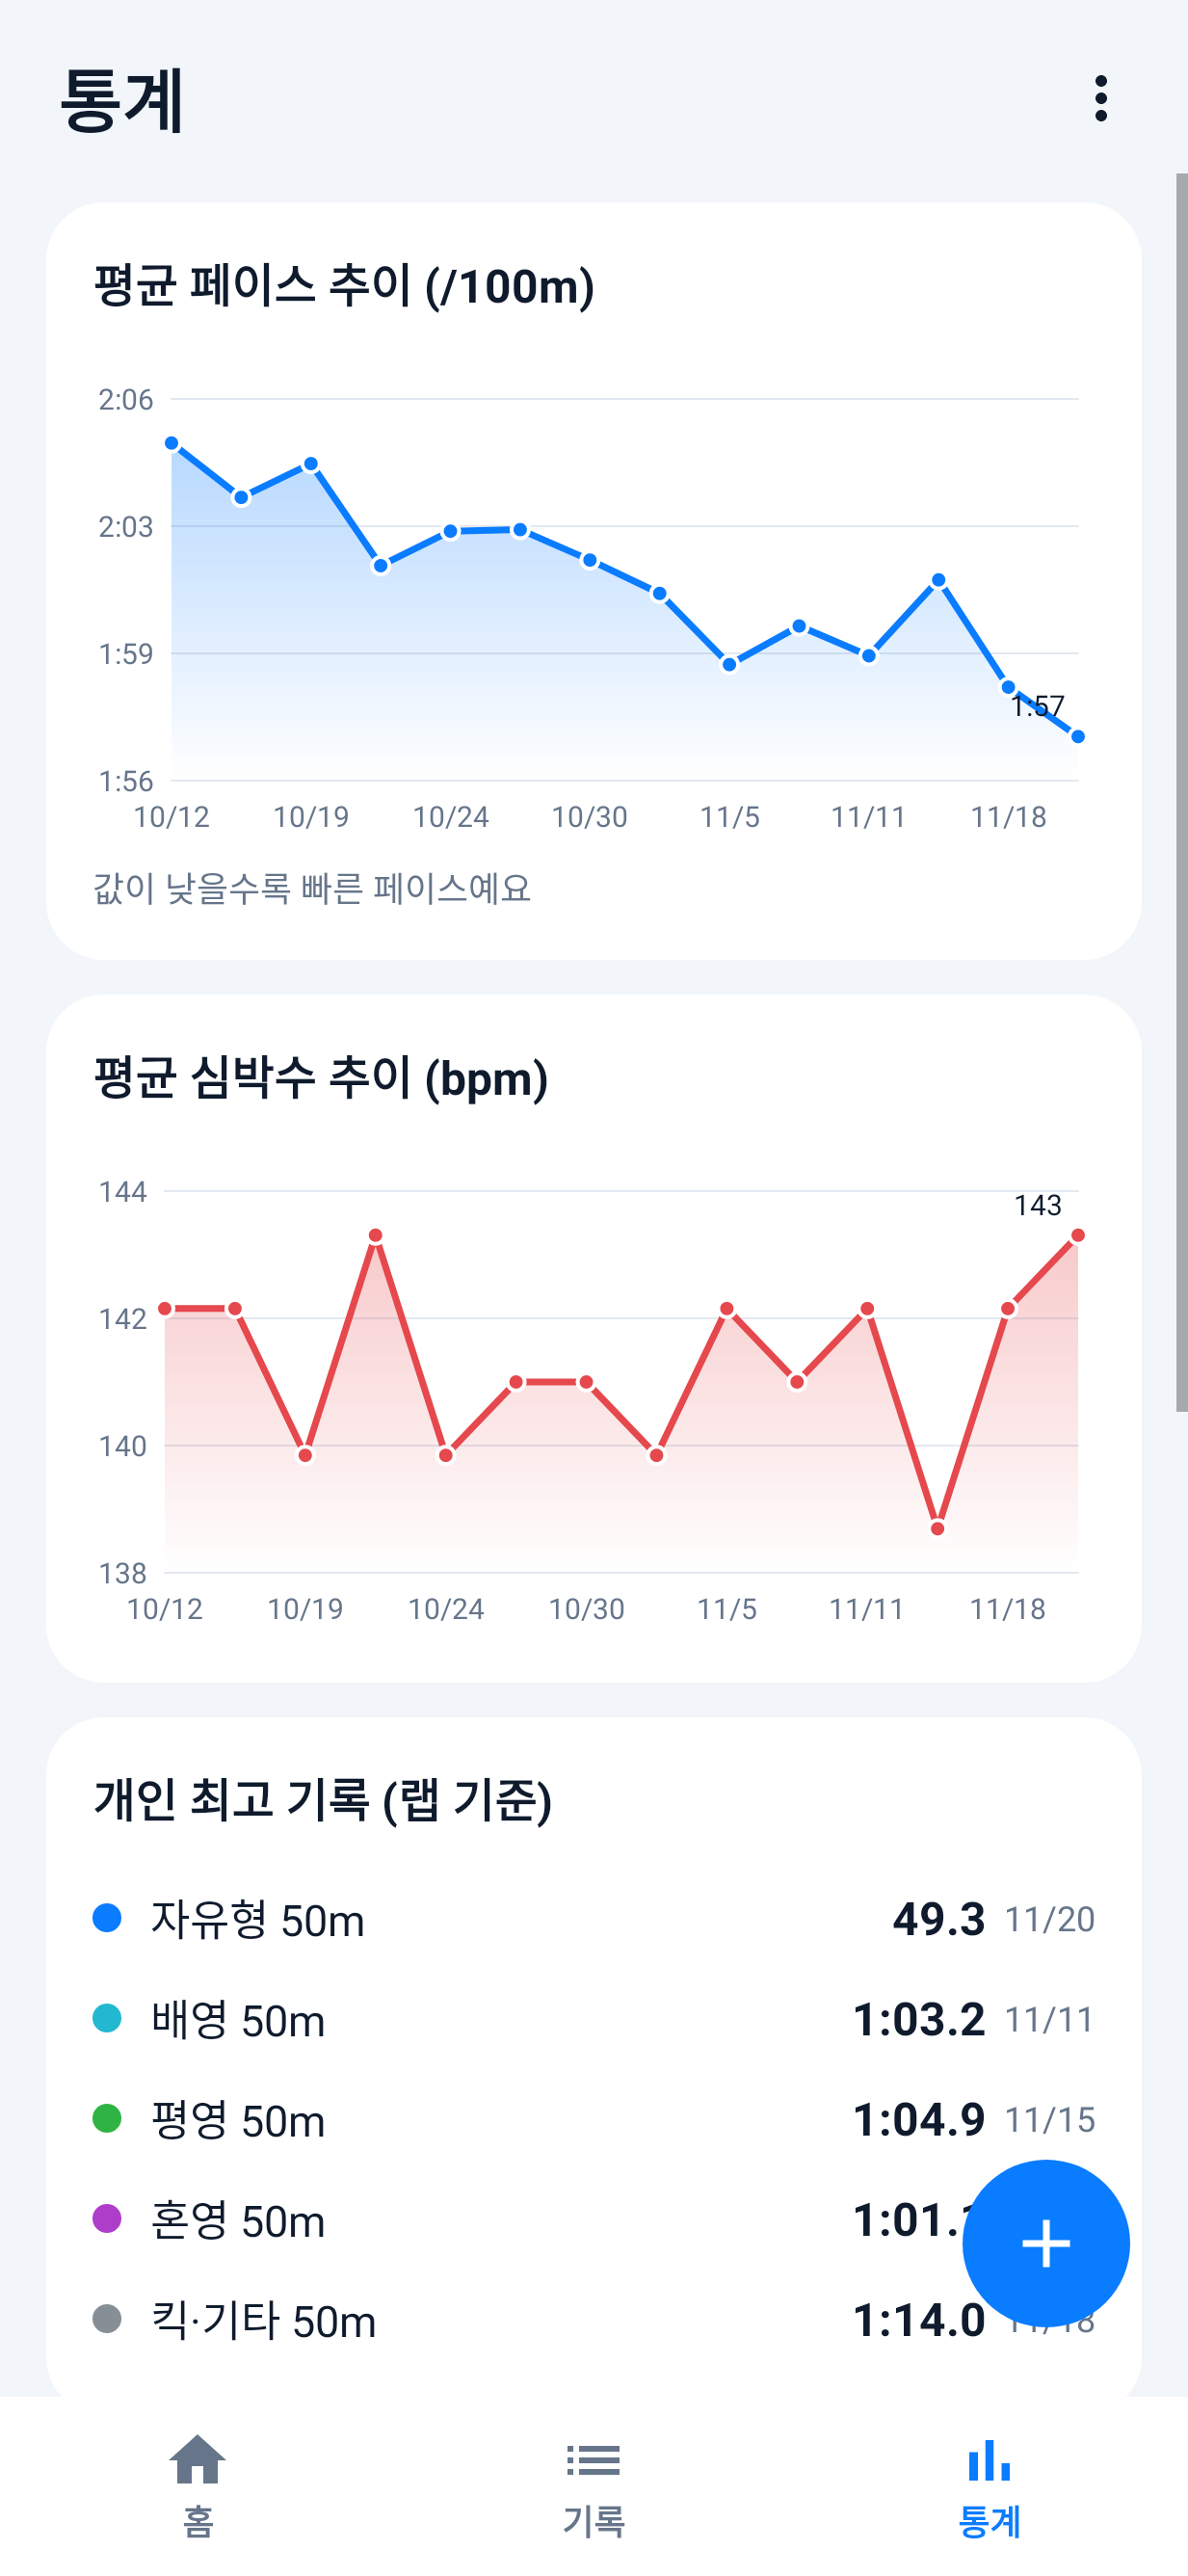 통계
평균 페이스 추이 (/100m)
2:06
2:03
1:59
1:57
1:56
10/12 10/19 10/24 10/30 11/5 11/11 11/18
값이 낮을수록 빠른 페이스예요
평균 심박수 추이 (bpm)
144
143
142
140
138
10/12 10/19 10/24 10/30 11/5 11/11 11/18
개인 최고 기록 (랩 기준)
자유형 50m 49.3 11/20
배영 50m 1:03.2 11/11
평영 50m 1:04.9 11/15
혼영 50m
킥·기타 50m 1:14.0
홈 기록 통계